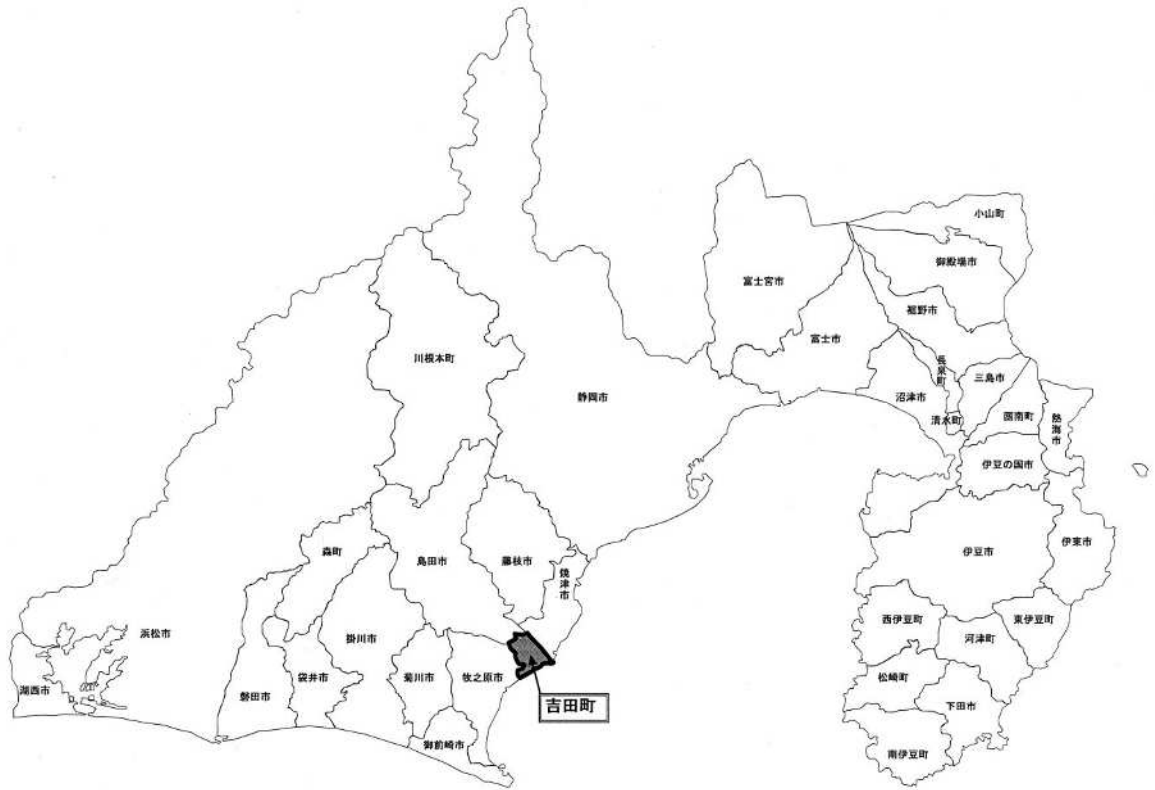 小山町
御殿場市
富士宮市
裾野市
富士市
川根本町
長泉町
三島市
静岡市
沼津市
函南町
清水町
熱海市
伊豆の国市
森町
伊豆市
伊東市
島田市
藤枝市
焼津市
西伊豆町
東伊豆町
浜松市
掛川市
河津町
袋井市
菊川市
牧之原市
松崎町
湖西市
磐田市
吉田町
下田市
御前崎市
南伊豆町